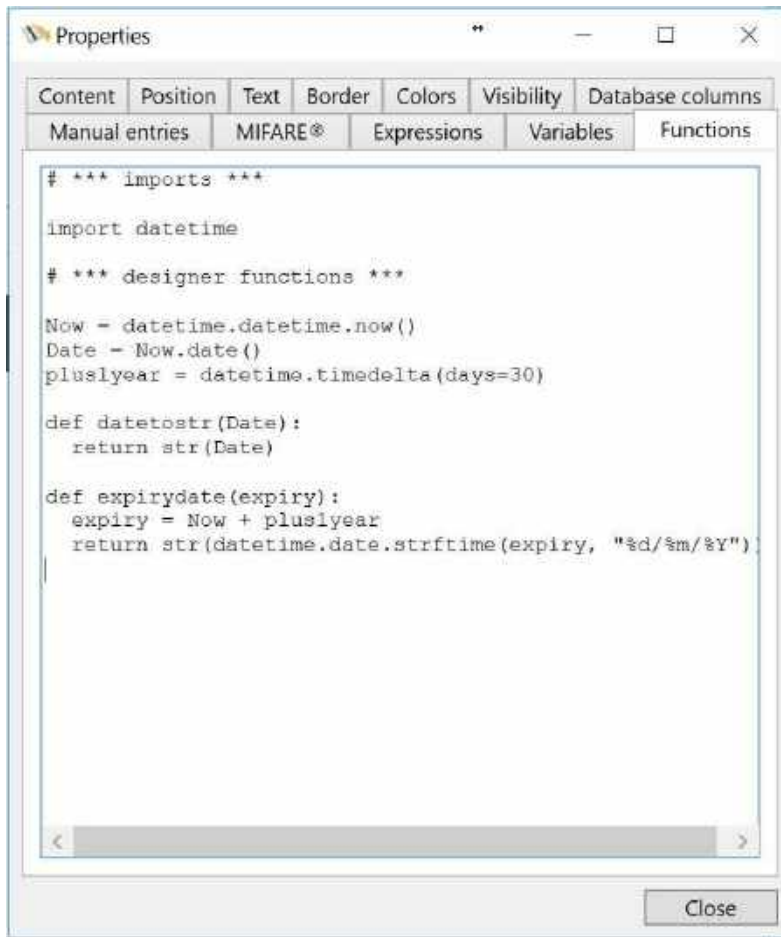 Properties
Content Position Text Border Colors Visibility Database columns
Manual entries MIFARE® Expressions Variables Functions
# *** imports ***
import datetime
# *** designer functions ***
Now = datetime.datetime.now()
Date = Now.date()
plus1year = datetime.timedelta(days=30)
def datetostr(Date):
  return str(Date)
def expirydate(expiry):
  expiry = Now + plus1year
  return str(datetime.date.strftime(expiry, "%d/%m/%Y"))
Close